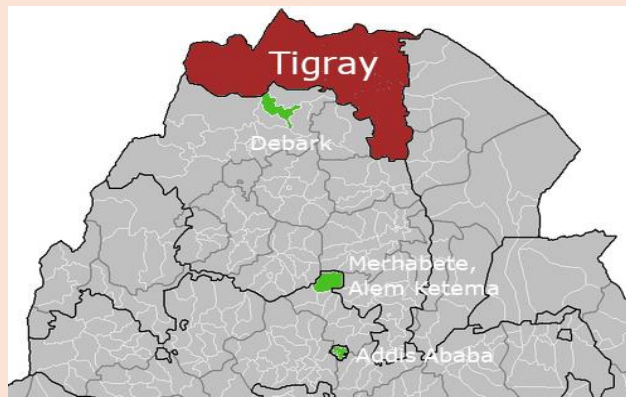 Tigray
Debark
Merhabete,
Alem Ketema
Addis Ababa